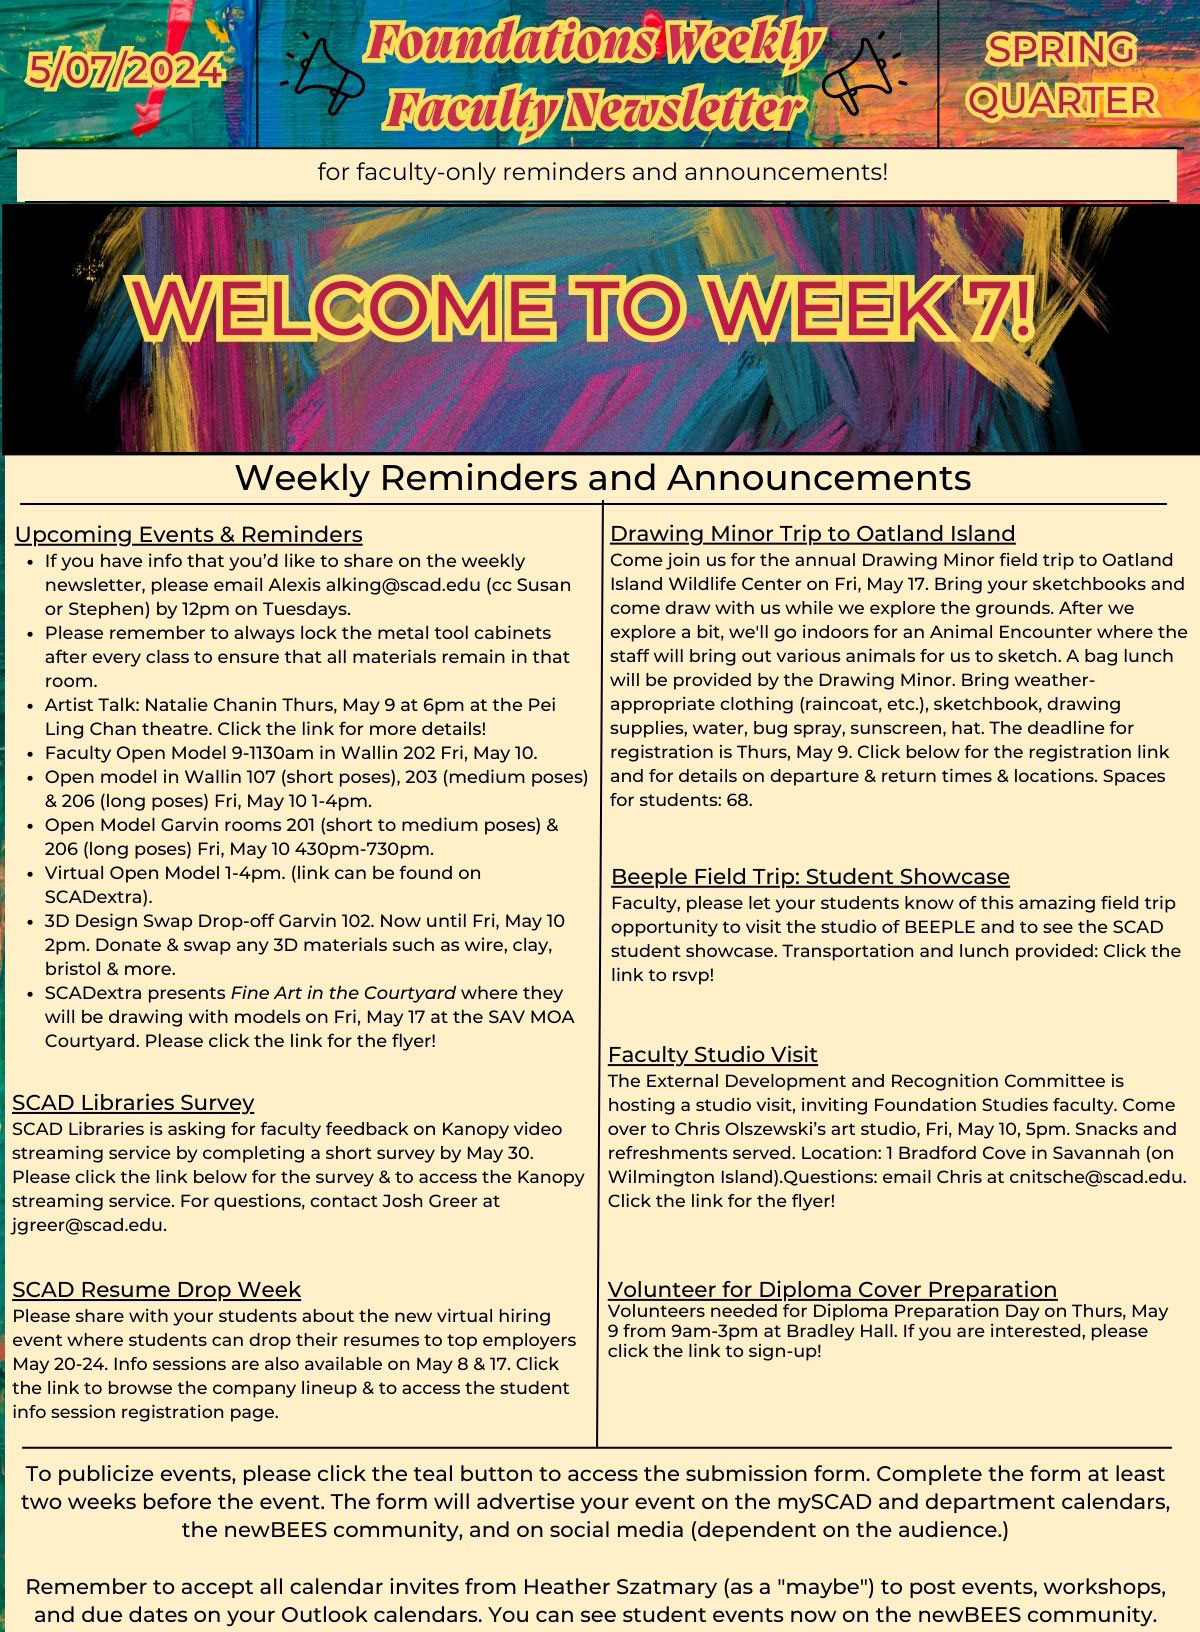 5/07/2024
Foundations Weekly
Faculty Newsletter
SPRING
QUARTER
for faculty-only reminders and announcements!
WELCOME TO WEEK 7!
Weekly Reminders and Announcements
Upcoming Events & Reminders
• If you have info that you’d like to share on the weekly
newsletter, please email Alexis alking@scad.edu (cc Susan
or Stephen) by 12pm on Tuesdays.
• Please remember to always lock the metal tool cabinets
after every class to ensure that all materials remain in that
room.
• Artist Talk: Natalie Chanin Thurs, May 9 at 6pm at the Pei
Ling Chan theatre. Click the link for more details!
• Faculty Open Model 9-1130am in Wallin 202 Fri, May 10.
• Open model in Wallin 107 (short poses), 203 (medium poses)
& 206 (long poses) Fri, May 10 1-4pm.
• Open Model Garvin rooms 201 (short to medium poses) &
206 (long poses) Fri, May 10 430pm-730pm.
• Virtual Open Model 1-4pm. (link can be found on
SCADextra).
• 3D Design Swap Drop-off Garvin 102. Now until Fri, May 10
2pm. Donate & swap any 3D materials such as wire, clay,
bristol & more.
• SCADextra presents Fine Art in the Courtyard where they
will be drawing with models on Fri, May 17 at the SAV MOA
Courtyard. Please click the link for the flyer!
SCAD Libraries Survey
SCAD Libraries is asking for faculty feedback on Kanopy video
streaming service by completing a short survey by May 30.
Please click the link below for the survey & to access the Kanopy
streaming service. For questions, contact Josh Greer at
jgreer@scad.edu.
SCAD Resume Drop Week
Please share with your students about the new virtual hiring
event where students can drop their resumes to top employers
May 20-24. Info sessions are also available on May 8 & 17. Click
the link to browse the company lineup & to access the student
info session registration page.
Drawing Minor Trip to Oatland Island
Come join us for the annual Drawing Minor field trip to Oatland
Island Wildlife Center on Fri, May 17. Bring your sketchbooks and
come draw with us while we explore the grounds. After we
explore a bit, we'll go indoors for an Animal Encounter where the
staff will bring out various animals for us to sketch. A bag lunch
will be provided by the Drawing Minor. Bring weather-
appropriate clothing (raincoat, etc.), sketchbook, drawing
supplies, water, bug spray, sunscreen, hat. The deadline for
registration is Thurs, May 9. Click below for the registration link
and for details on departure & return times & locations. Spaces
for students: 68.
Beeple Field Trip: Student Showcase
Faculty, please let your students know of this amazing field trip
opportunity to visit the studio of BEEPLE and to see the SCAD
student showcase. Transportation and lunch provided: Click the
link to rsvp!
Faculty Studio Visit
The External Development and Recognition Committee is
hosting a studio visit, inviting Foundation Studies faculty. Come
over to Chris Olszewski’s art studio, Fri, May 10, 5pm. Snacks and
refreshments served. Location: 1 Bradford Cove in Savannah (on
Wilmington Island).Questions: email Chris at cnitsche@scad.edu.
Click the link for the flyer!
Volunteer for Diploma Cover Preparation
Volunteers needed for Diploma Preparation Day on Thurs, May
9 from 9am-3pm at Bradley Hall. If you are interested, please
click the link to sign-up!
To publicize events, please click the teal button to access the submission form. Complete the form at least
two weeks before the event. The form will advertise your event on the mySCAD and department calendars,
the newBEES community, and on social media (dependent on the audience.)
Remember to accept all calendar invites from Heather Szatmary (as a "maybe") to post events, workshops,
and due dates on your Outlook calendars. You can see student events now on the newBEES community.